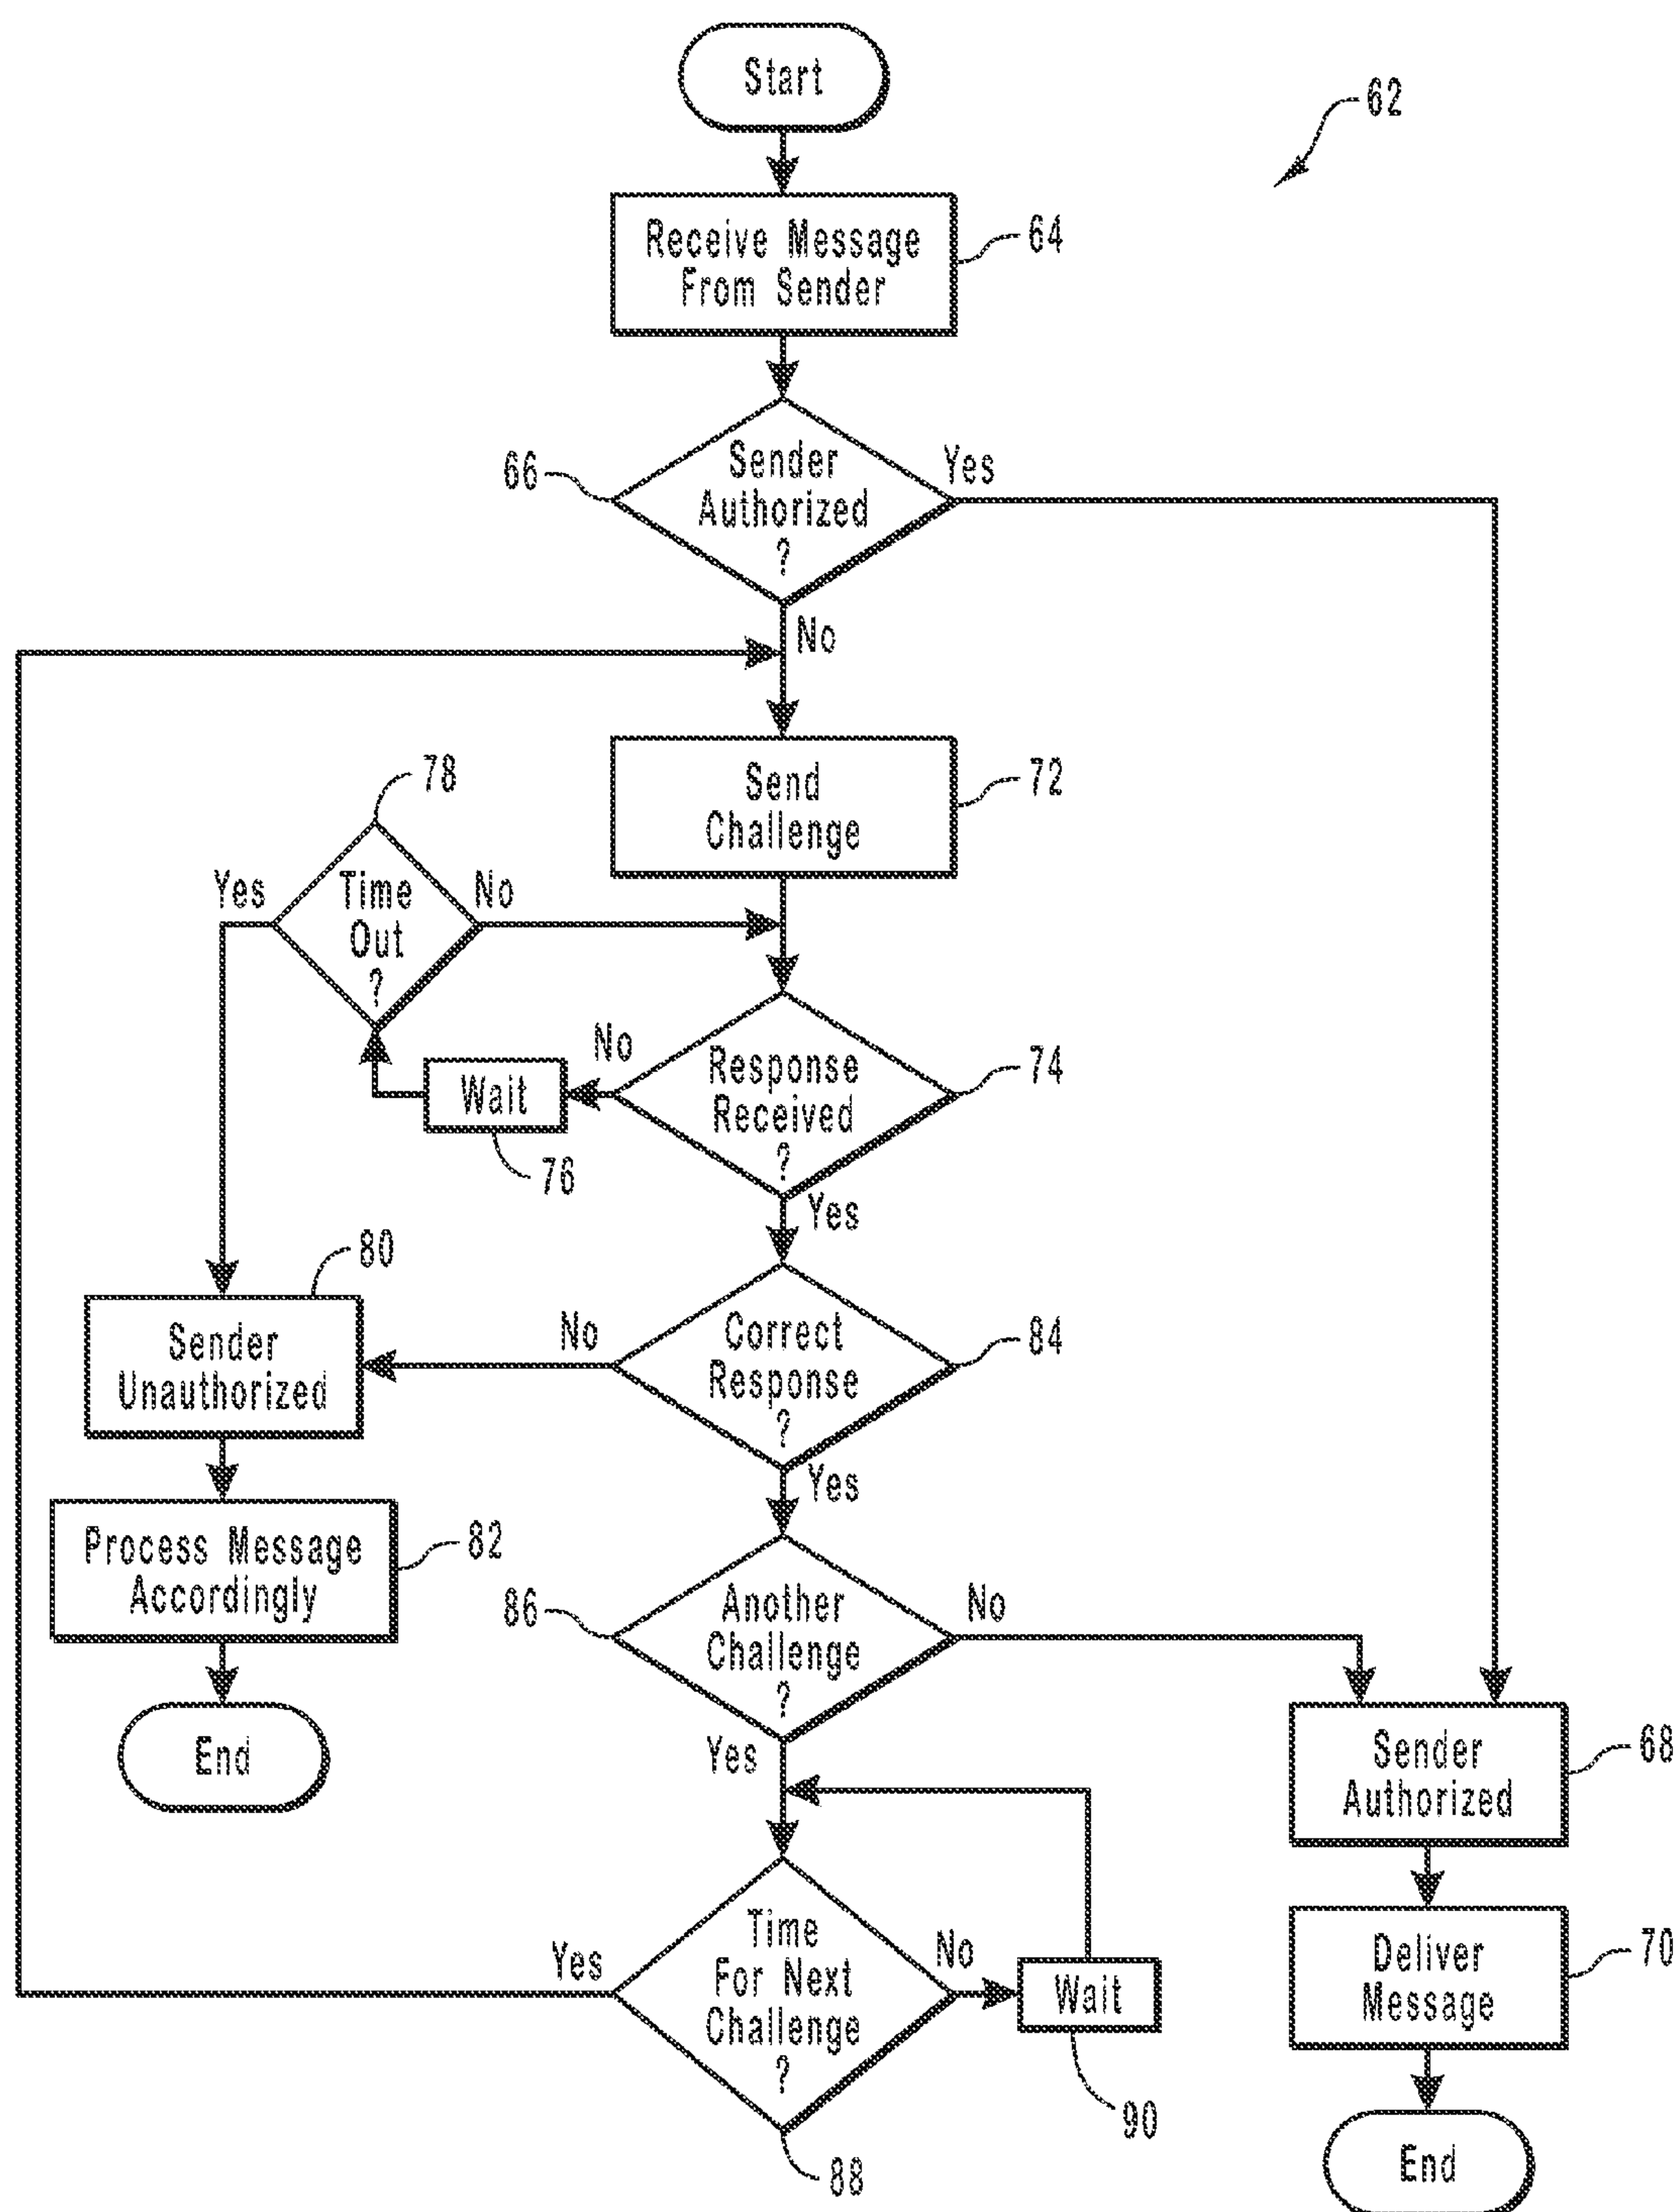 Start
62
Receive Message
From Sender
64
66
Sender
Authorized
?
Yes
No
Send
Challenge
72
78
Time
Out
?
Yes
No
Response
Received
?
74
No
Wait
76
Yes
80
Sender
Unauthorized
No
Correct
Response
?
84
Yes
Process Message
Accordingly
82
86
Another
Challenge
?
No
End
Yes
Sender
Authorized
68
Time
For Next
Challenge
?
Yes
No
Wait
90
88
Deliver
Message
70
End